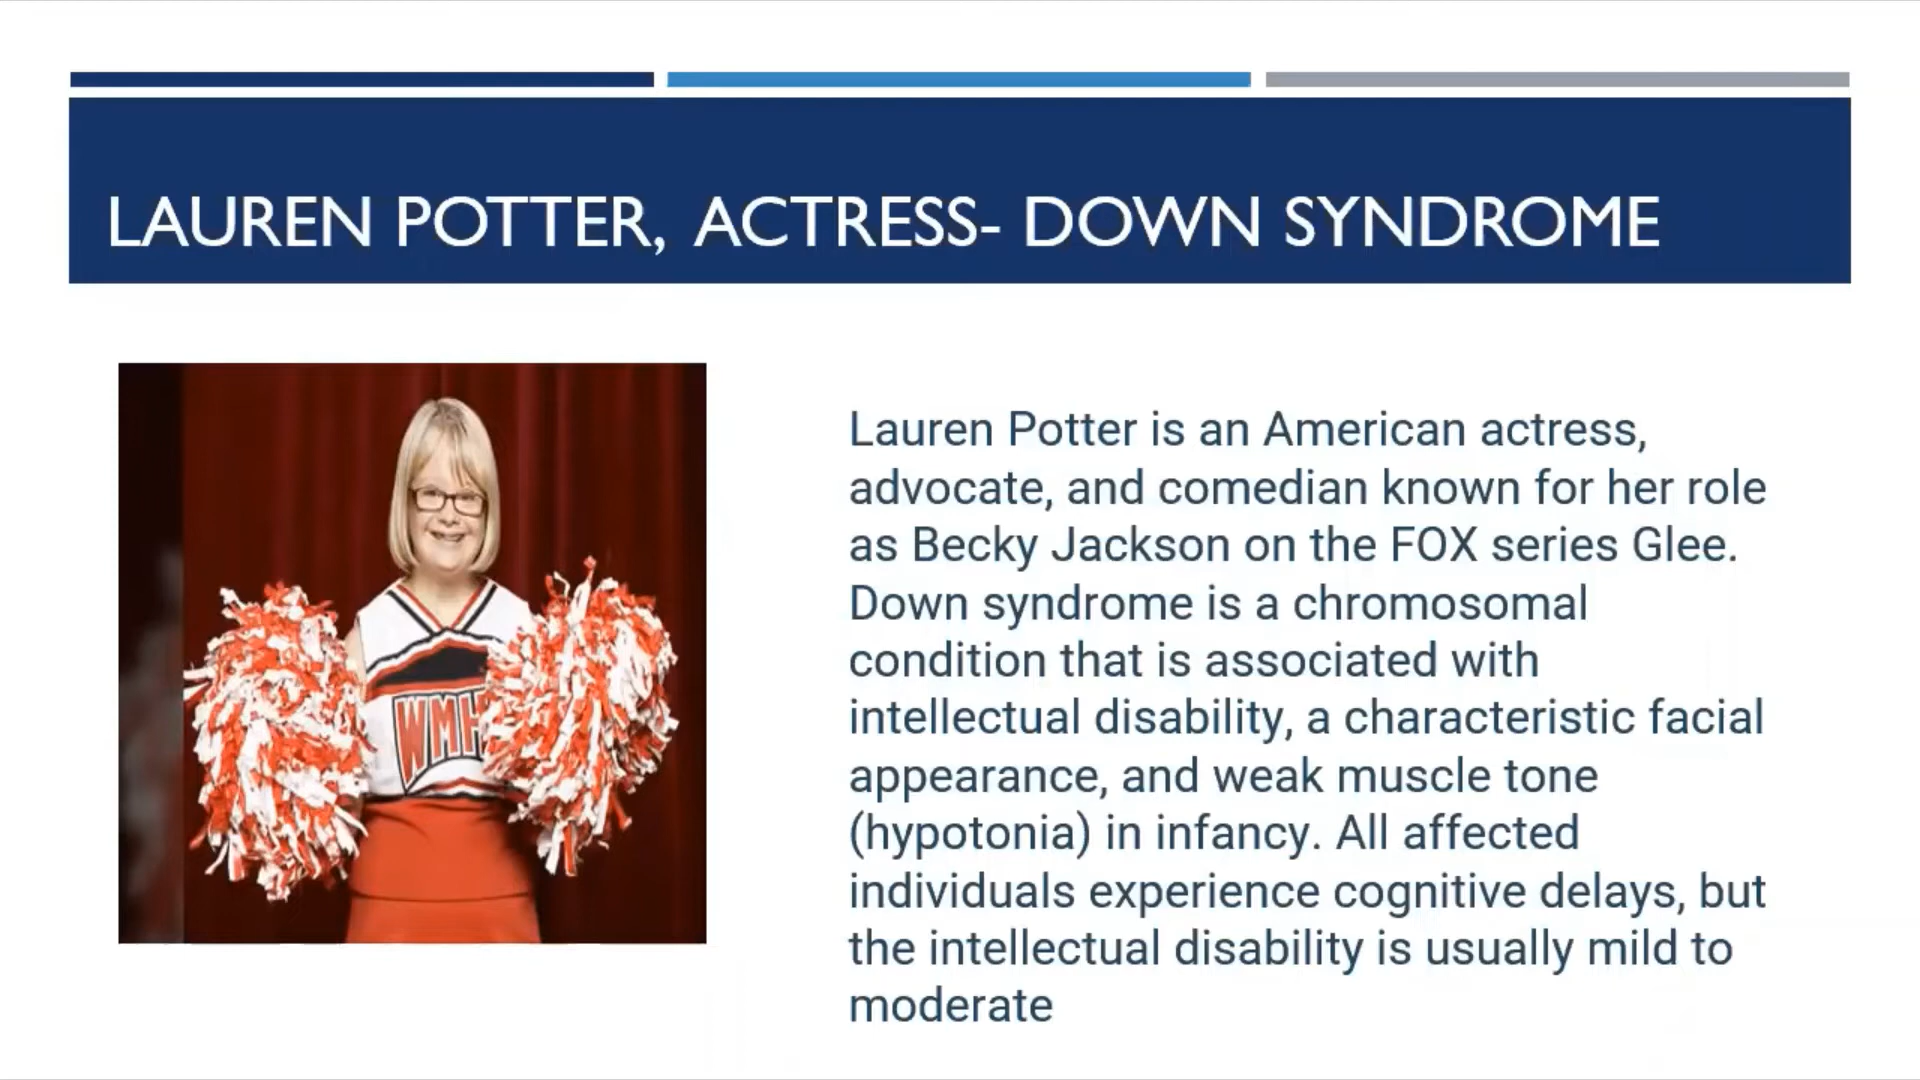 LAUREN POTTER, ACTRESS- DOWN SYNDROME
WMH
Lauren Potter is an American actress,
advocate, and comedian known for her role
as Becky Jackson on the FOX series Glee.
Down syndrome is a chromosomal
condition that is associated with
intellectual disability, a characteristic facial
appearance, and weak muscle tone
(hypotonia) in infancy. All affected
individuals experience cognitive delays, but
the intellectual disability is usually mild to
moderate